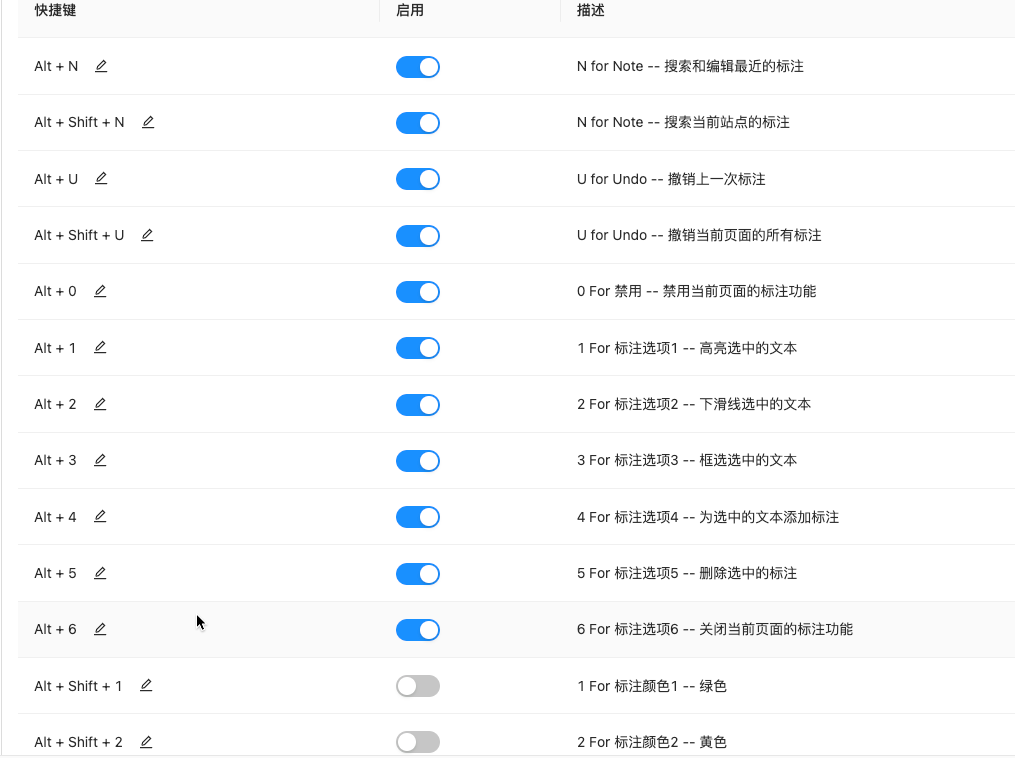 快捷键 启用 描述
Alt + N N for Note -- 搜索和编辑最近的标注
Alt + Shift + N N for Note -- 搜索当前站点的标注
Alt + U U for Undo -- 撤销上一次标注
Alt + Shift + U U for Undo -- 撤销当前页面的所有标注
Alt + 0 0 For 禁用 -- 禁用当前页面的标注功能
Alt + 1 1 For 标注选项1 -- 高亮选中的文本
Alt + 2 2 For 标注选项2 -- 下滑线选中的文本
Alt + 3 3 For 标注选项3 -- 框选选中的文本
Alt + 4 4 For 标注选项4 -- 为选中的文本添加标注
Alt + 5 5 For 标注选项5 -- 删除选中的标注
Alt + 6 6 For 标注选项6 -- 关闭当前页面的标注功能
Alt + Shift + 1 1 For 标注颜色1 -- 绿色
Alt + Shift + 2 2 For 标注颜色2 -- 黄色